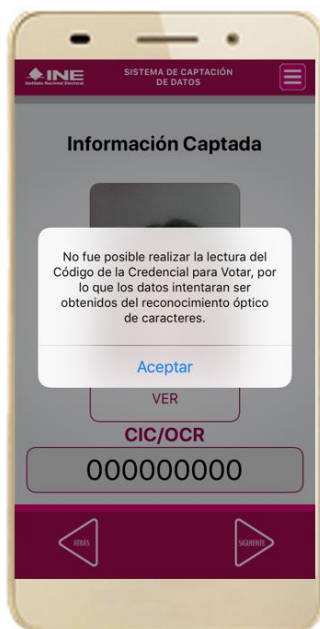 INE
Instituto Nacional Electoral
SISTEMA DE CAPTACIÓN
DE DATOS
Información Captada
No fue posible realizar la lectura del
Código de la Credencial para Votar, por
lo que los datos intentaran ser
obtenidos del reconocimiento óptico
de caracteres.
Aceptar
VER
CIC/OCR
000000000
ATRÁS
SIGUIENTE